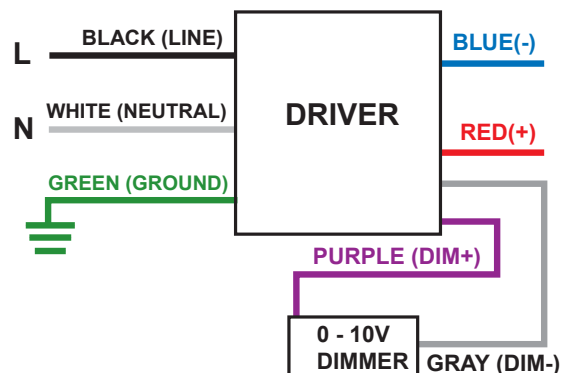 BLACK (LINE)
L
WHITE (NEUTRAL)
N
GREEN (GROUND)
DRIVER
BLUE(-)
RED(+)
PURPLE (DIM+)
0 - 10V
DIMMER
GRAY (DIM-)